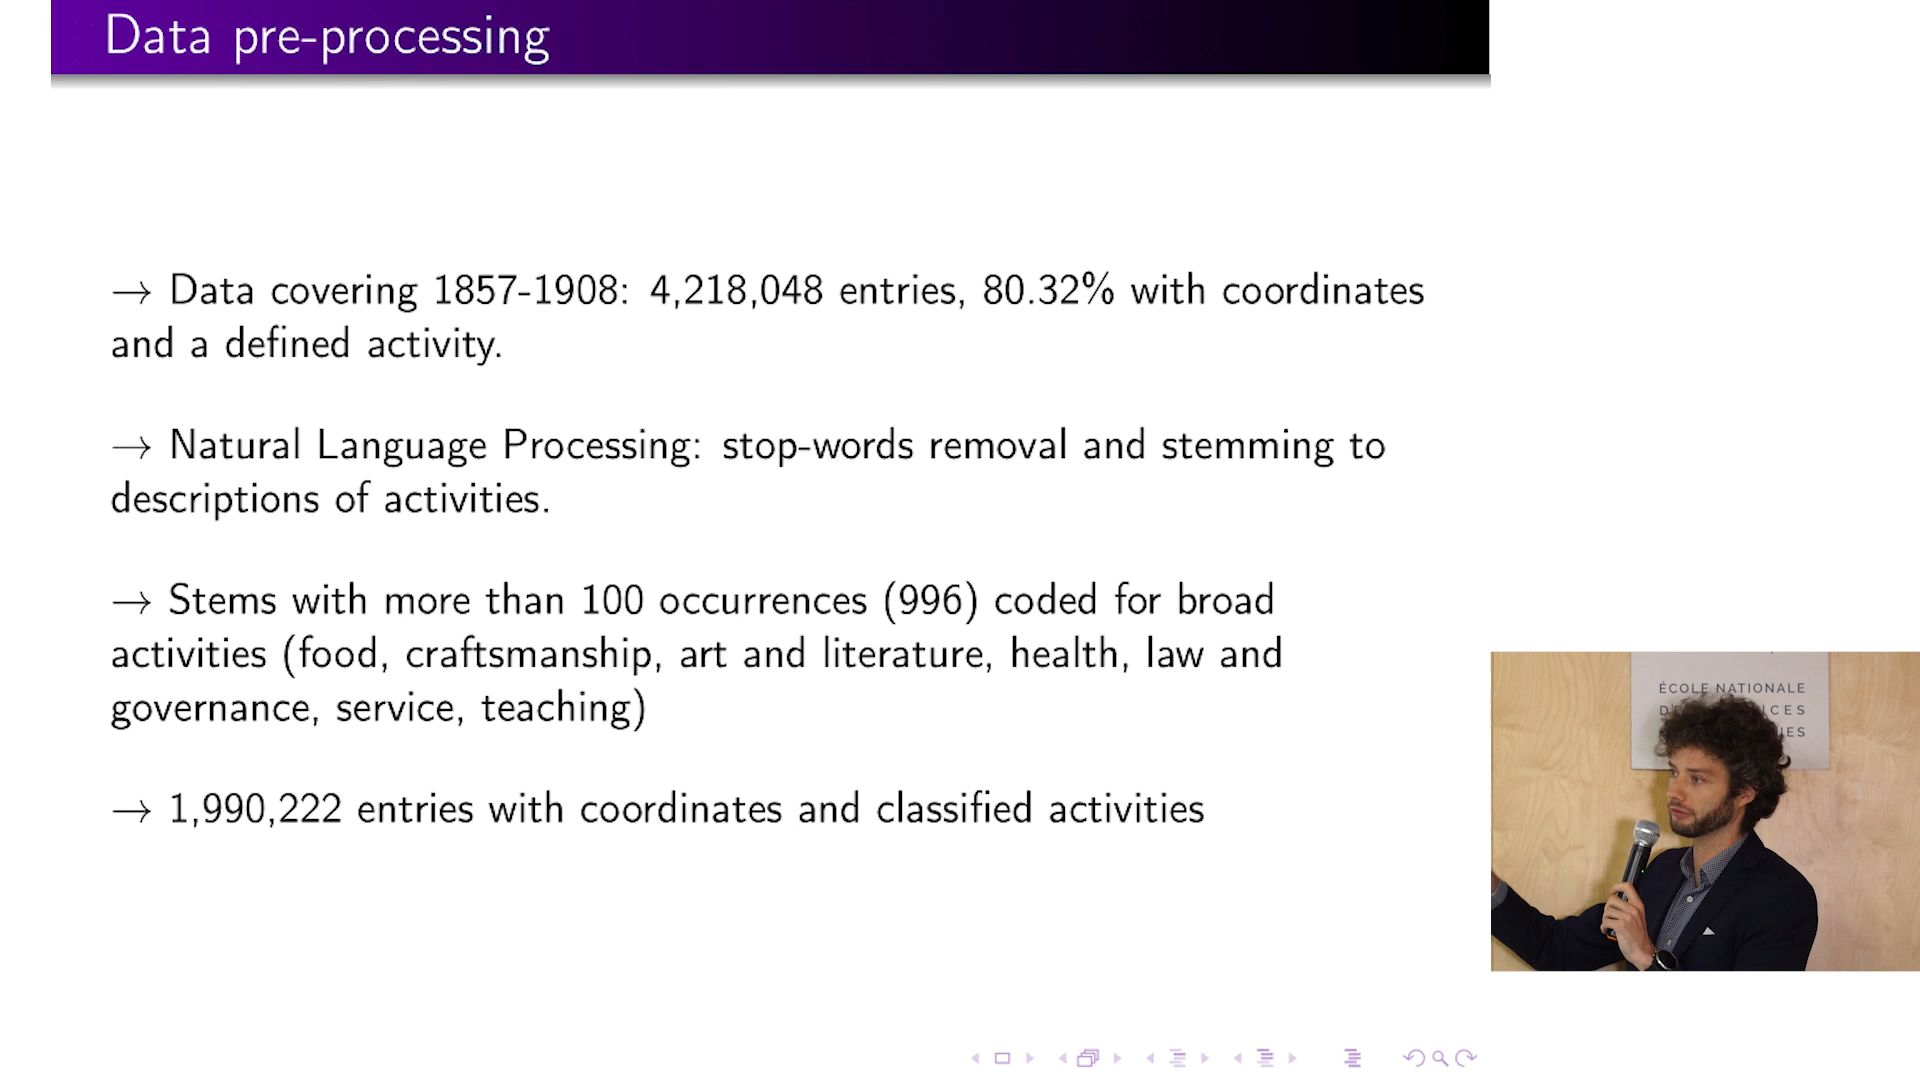 Data pre-processing
→ Data covering 1857-1908: 4,218,048 entries, 80.32% with coordinates
and a defined activity.
→ Natural Language Processing: stop-words removal and stemming to
descriptions of activities.
→ Stems with more than 100 occurrences (996) coded for broad
activities (food, craftsmanship, art and literature, health, law and
governance, service, teaching)
→ 1,990,222 entries with coordinates and classified activities
ÉCOLE NATIONALE